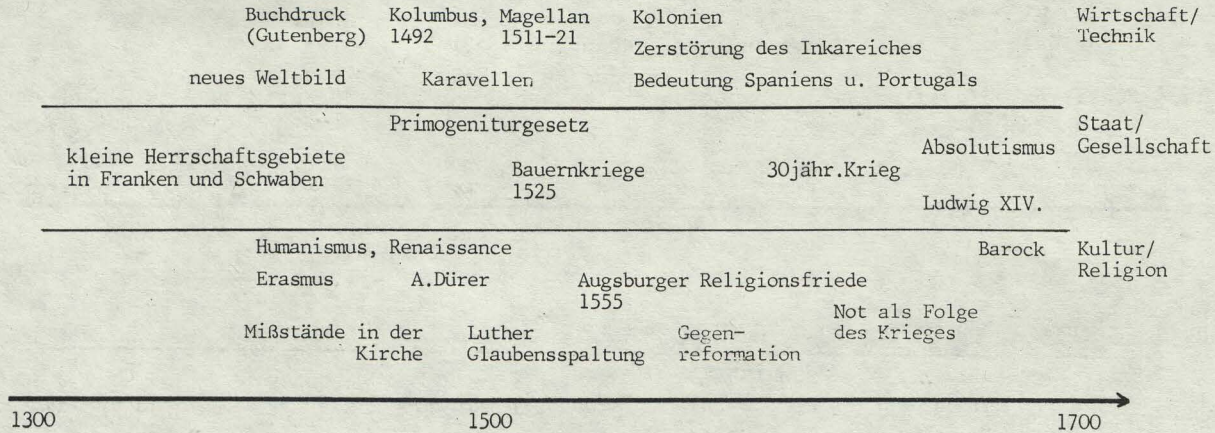 Buchdruck Kolumbus, Magellan Kolonien Wirtschaft/
(Gutenberg) 1492 1511-21 Technik
Zerstörung des Inkareiches
neues Weltbild Karavellen Bedeutung Spaniens u. Portugals
Primogeniturgesetz Staat/
Absolutismus Gesellschaft
kleine Herrschaftsgebiete
in Franken und Schwaben
Bauernkriege 30jähr.Krieg
1525
Ludwig XIV.
Humanismus, Renaissance Barock Kultur/
Religion
Erasmus A.Dürer Augsburger Religionsfriede
1555
Not als Folge
des Krieges
Mißstände in der Luther Gegen-
Kirche Glaubensspaltung reformation
1300 1500 1700